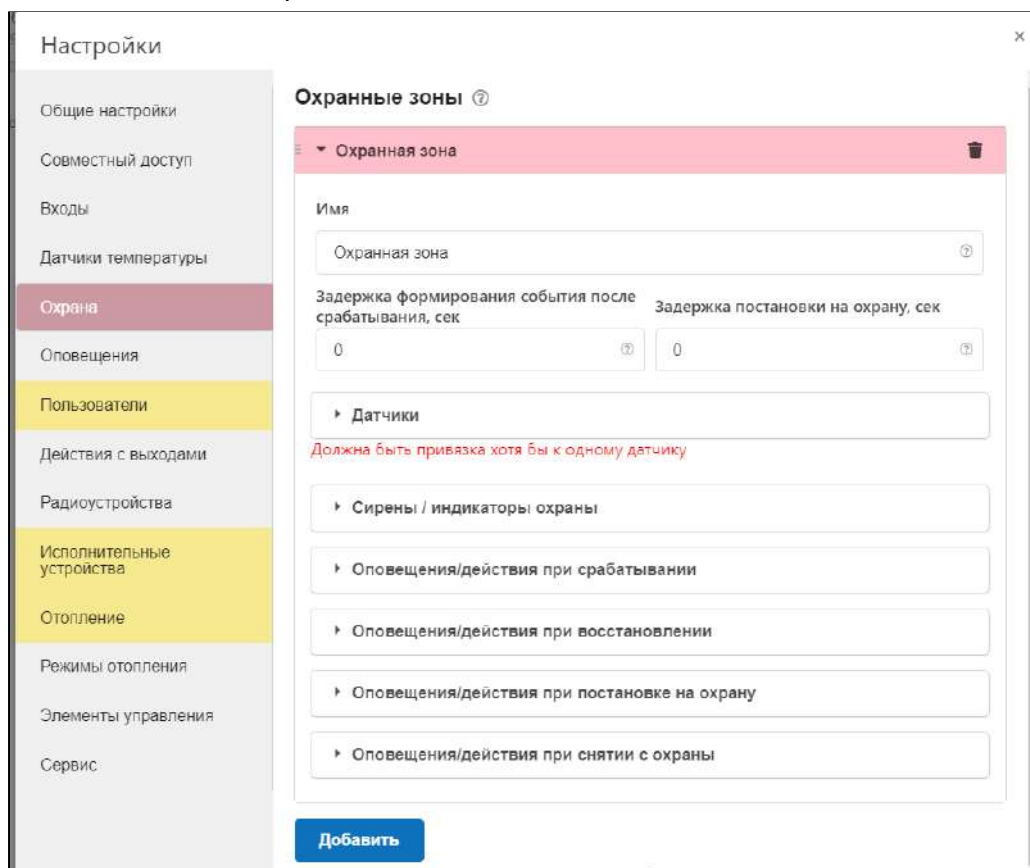 Настройки
×
Общие настройки
Совместный доступ
Входы
Датчики температуры
Охрана
Оповещения
Пользователи
Действия с выходами
Радиоустройства
Исполнительные
устройства
Отопление
Режимы отопления
Элементы управления
Сервис
Охранные зоны
Охранная зона
Имя
Охранная зона
Задержка формирования события после
срабатывания, сек
Задержка постановки на охрану, сек
0
0
Датчики
Должна быть привязка хотя бы к одному датчику
Сирены / индикаторы охраны
Оповещения/действия при срабатывании
Оповещения/действия при восстановлении
Оповещения/действия при постановке на охрану
Оповещения/действия при снятии с охраны
Добавить